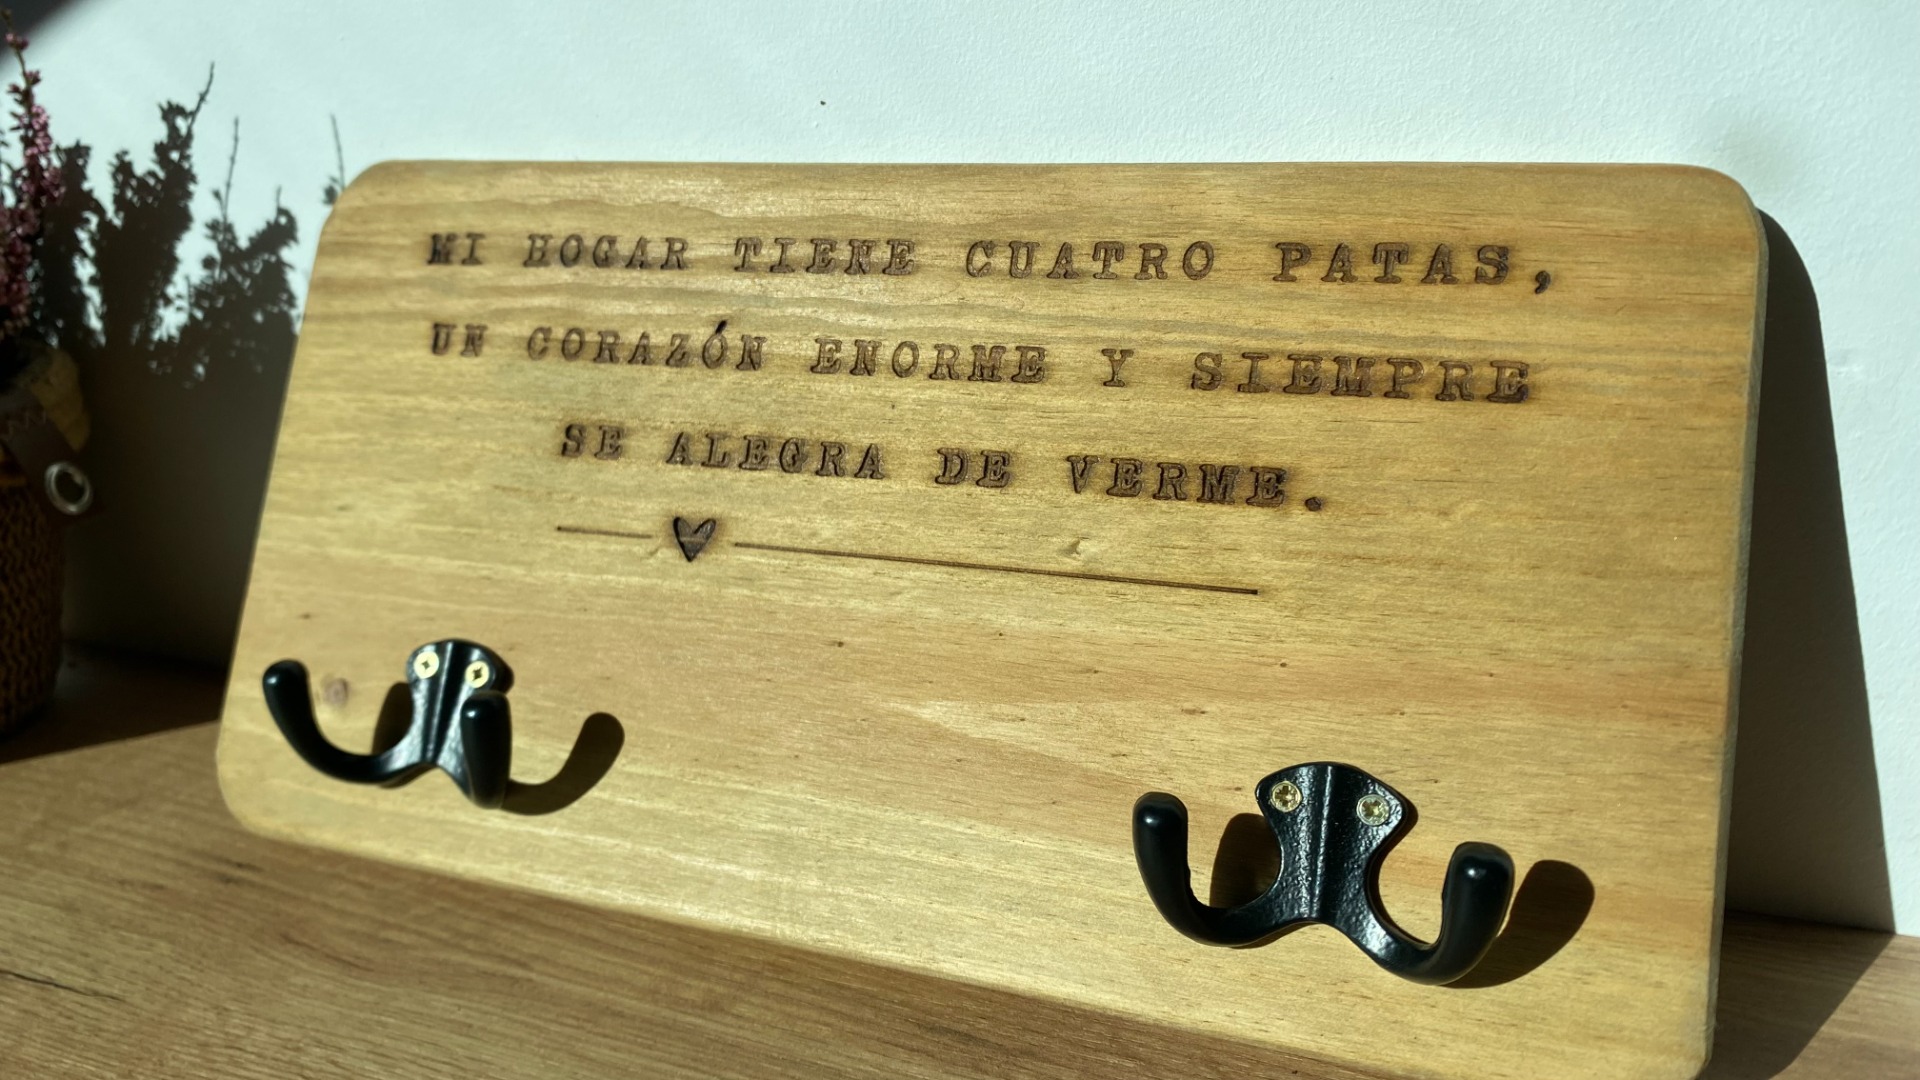 MI HOGAR TIENE CUATRO PATAS,
UN CORAZÓN ENORME Y SIEMPRE
SE ALEGRA DE VERME.